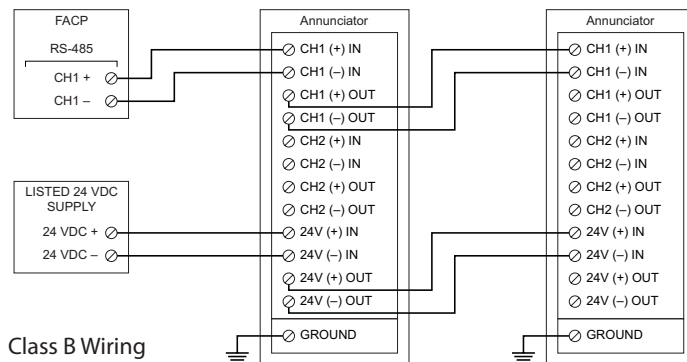 FACP
RS-485
CH1 +
CH1 –
LISTED 24 VDC
SUPPLY
24 VDC +
24 VDC –
Class B Wiring
Annunciator
CH1 (+) IN
CH1 (–) IN
CH1 (+) OUT
CH1 (–) OUT
CH2 (+) IN
CH2 (–) IN
CH2 (+) OUT
CH2 (–) OUT
24V (+) IN
24V (–) IN
24V (+) OUT
24V (–) OUT
GROUND
Annunciator
CH1 (+) IN
CH1 (–) IN
CH1 (+) OUT
CH1 (–) OUT
CH2 (+) IN
CH2 (–) IN
CH2 (+) OUT
CH2 (–) OUT
24V (+) IN
24V (–) IN
24V (+) OUT
24V (–) OUT
GROUND